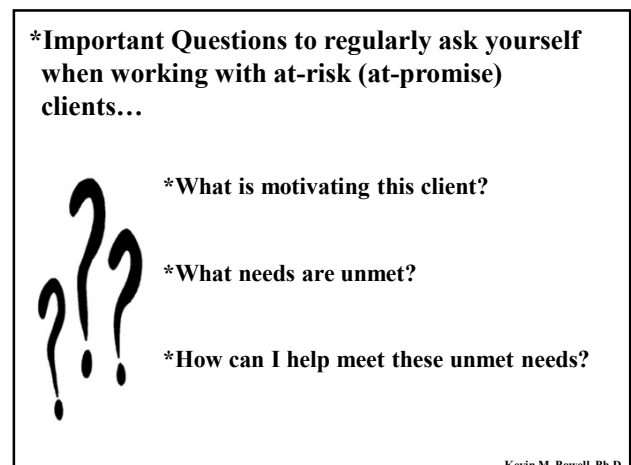 *Important Questions to regularly ask yourself
when working with at-risk (at-promise)
clients…
*What is motivating this client?
*What needs are unmet?
*How can I help meet these unmet needs?
Kevin M. Powell, Ph.D.